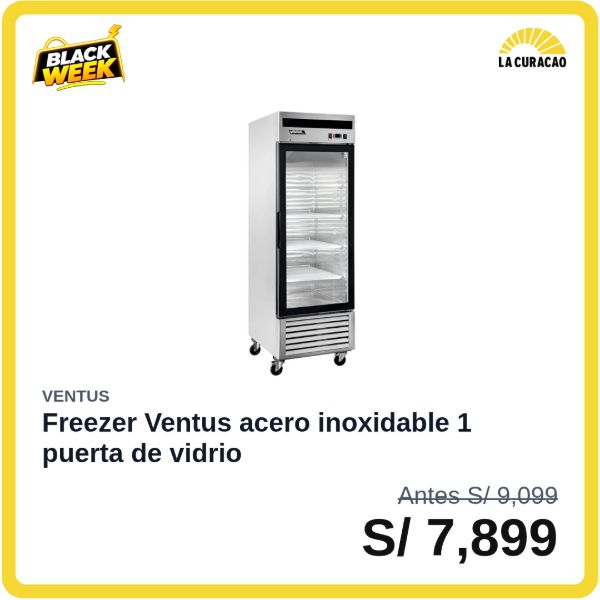 BLACK
WEEK
LA CURACAO
VENTUS
Freezer Ventus acero inoxidable 1
puerta de vidrio
Antes S/ 9,099
S/ 7,899